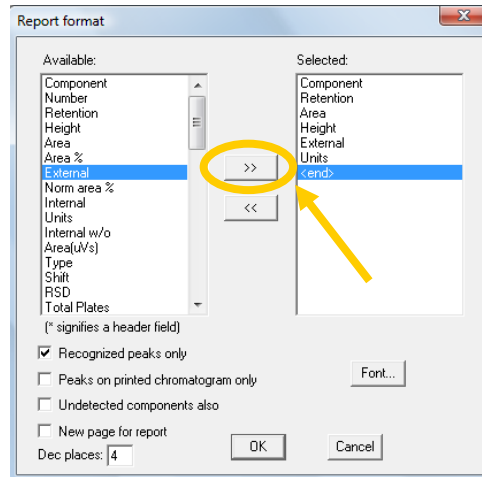 Report format
X
Available:
Component
Number
Retention
Height
Area
Area %
External
Norm area %
Internal
Units
Internal w/o
Area(uVs)
Type
Shift
RSD
Total Plates
(* signifies a header field)
>>
<<
Selected:
Component
Retention
Area
Height
External
Units
<end>
Recognized peaks only
Peaks on printed chromatogram only
Undetected components also
New page for report
Dec places: 4
Font...
OK
Cancel